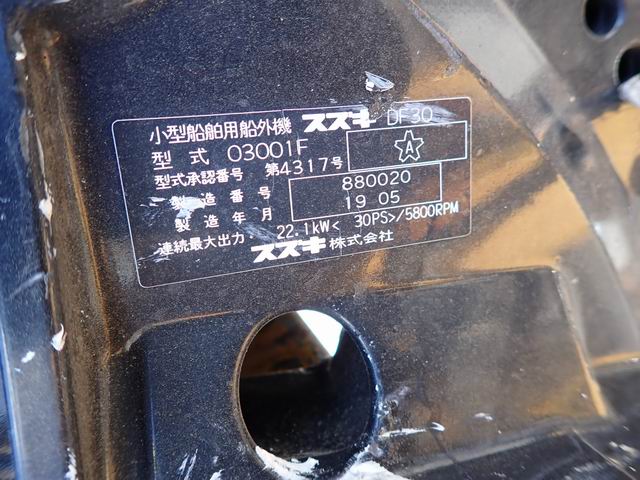 小型船舶用船外機 スズキ DF30
型式 03001F A
型式承認番号 第4317号
製造番号 880020
製造年月 19 05
連続最大出力 22.1kW< 30PS>/5800RPM
スズキ株式会社